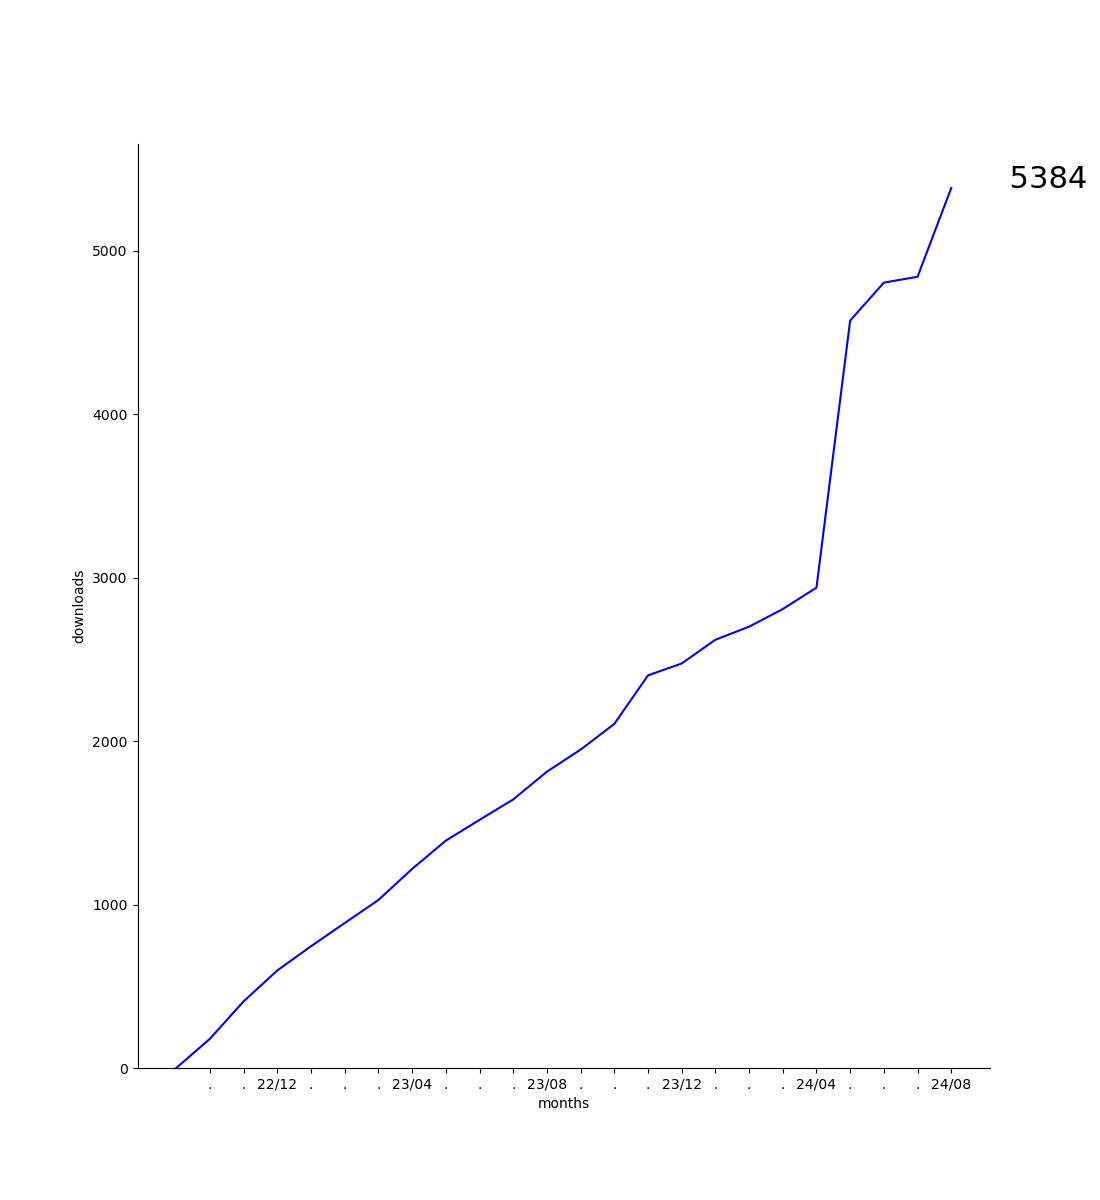 5384
5000
4000
3000
2000
1000
0
downloads
. . 22/12 . . . 23/04 . . . 23/08 . . . 23/12 . . . 24/04 . . . 24/08
months